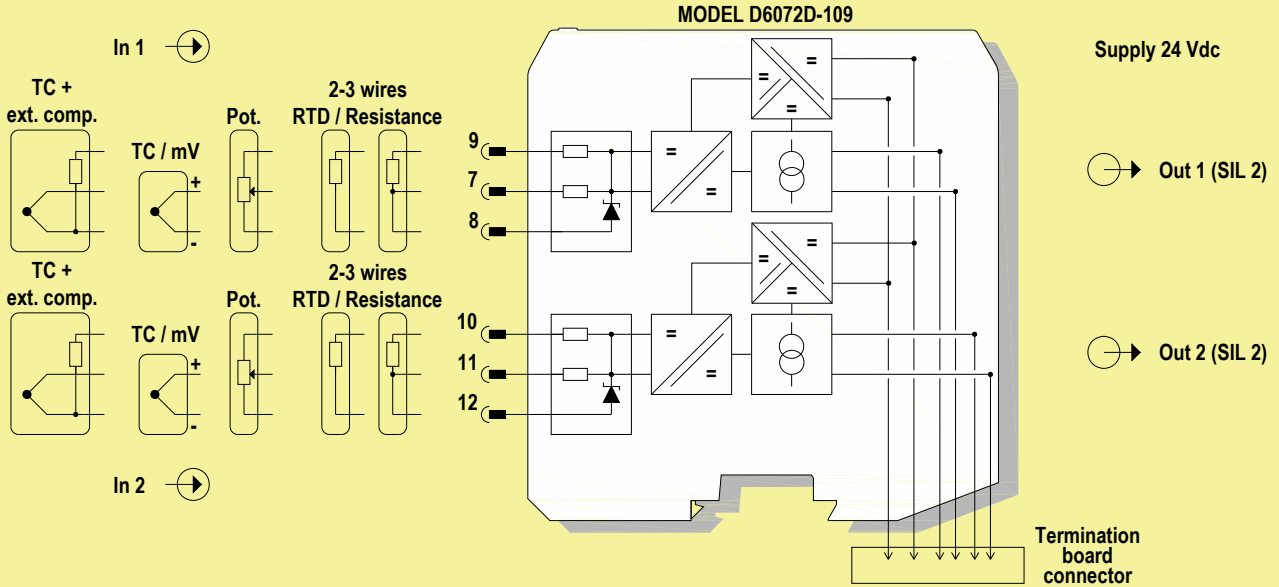 MODEL D6072D-109
In 1
Supply 24 Vdc
TC +
ext. comp.
TC / mV
+
-
Pot.
2-3 wires
RTD / Resistance
9
7
8
=
=
=
=
=
Out 1 (SIL 2)
TC +
ext. comp.
TC / mV
+
-
Pot.
2-3 wires
RTD / Resistance
10
11
12
=
=
=
=
=
Out 2 (SIL 2)
In 2
Termination
board
connector